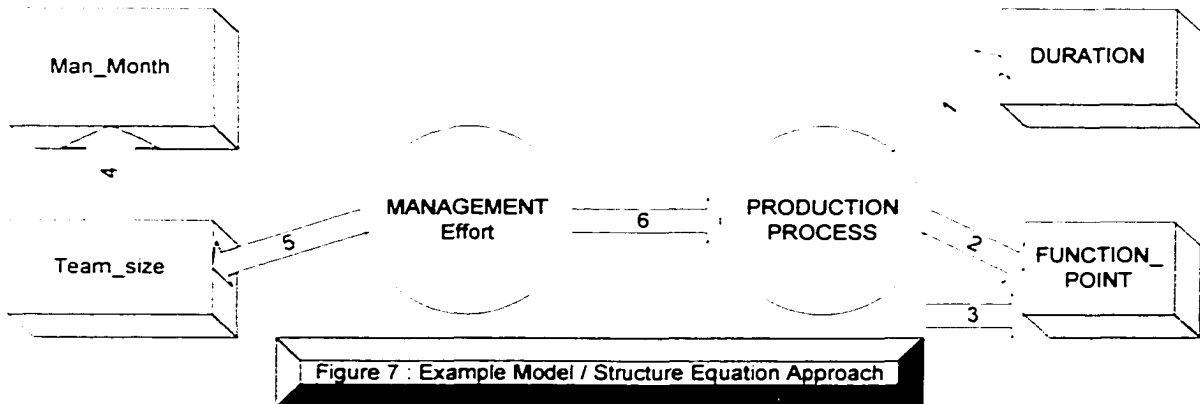 Man_Month
DURATION
1
4
MANAGEMENT
Effort
PRODUCTION
PROCESS
5
6
2
Team_size
FUNCTION_
POINT
3
Figure 7 : Example Model / Structure Equation Approach